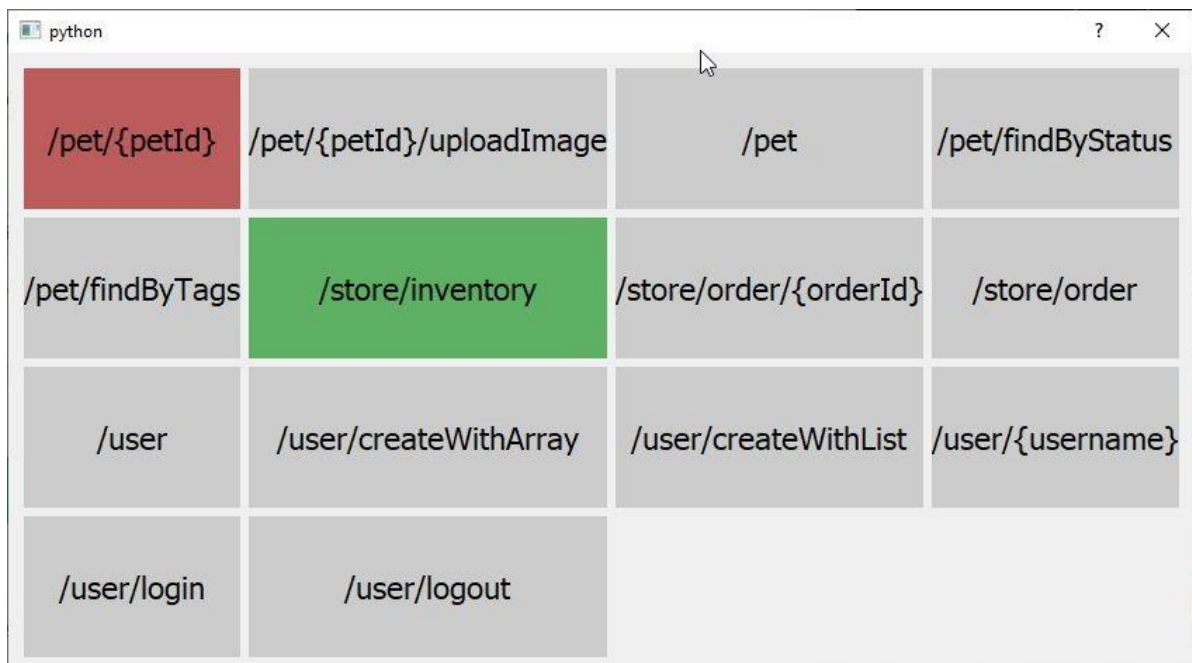 python
?
/pet/{petId}
/pet/{petId}/uploadImage
/pet
/pet/findByStatus
/pet/findByTags
/store/inventory
/store/order/{orderId}
/store/order
/user
/user/createWithArray
/user/createWithList
/user/{username}
/user/login
/user/logout